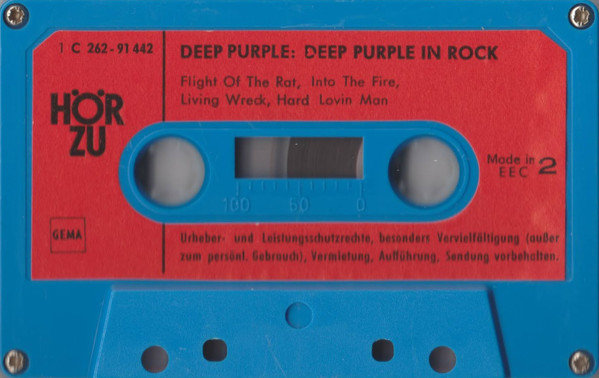 1 C 262-91 442
DEEP PURPLE: DEEP PURPLE IN ROCK
Flight Of The Rat, Into The Fire,
Living Wreck, Hard Lovin Man
HÖR
ZU
Made in
EEC 2
100 50 0
GEMA
Urheber- und Leistungsschutzrechte, besonders Vervielfältigung (außer
zum persönl. Gebrauch), Vermietung, Aufführung, Sendung vorbehalten.